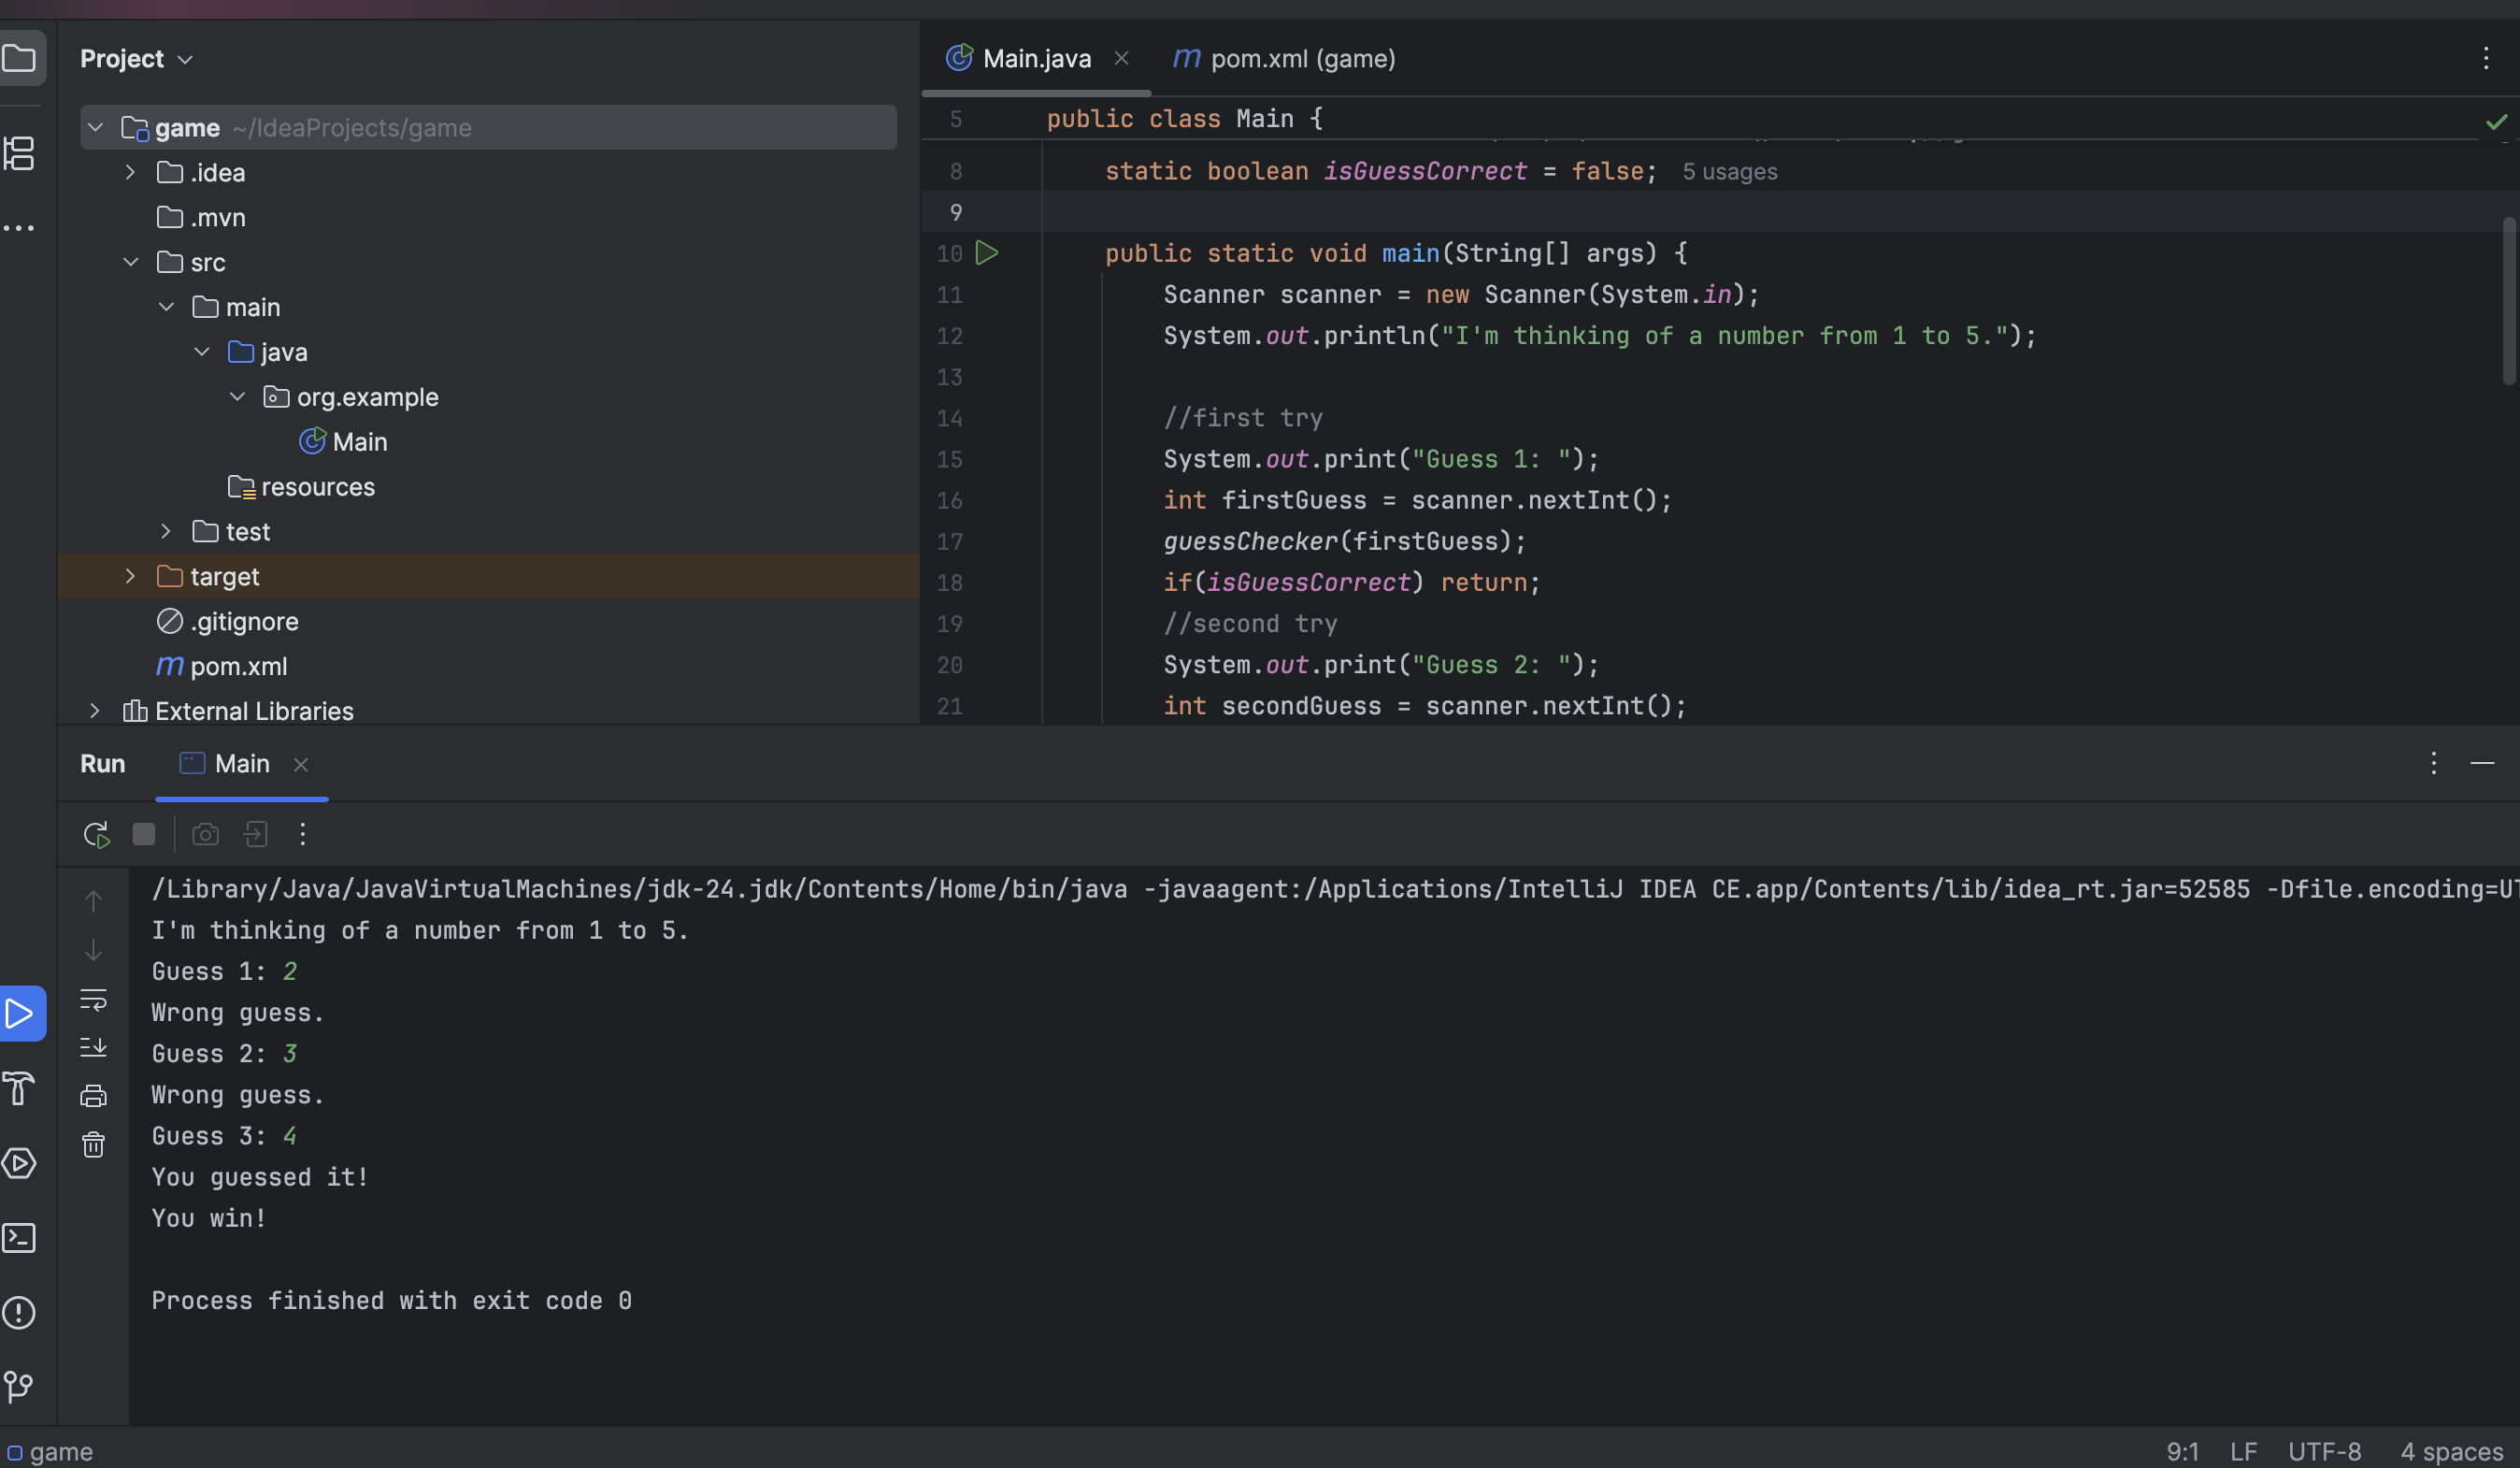 Project
game ~/IdeaProjects/game
.idea
.mvn
src
main
java
org.example
Main
resources
test
target
.gitignore
m pom.xml
External Libraries
Main.java
m pom.xml (game)
5 public class Main {
8 static boolean isGuessCorrect = false; 5 usages
9
10 public static void main(String[] args) {
11 Scanner scanner = new Scanner(System.in);
12 System.out.println("I'm thinking of a number from 1 to 5.");
13
14 //first try
15 System.out.print("Guess 1: ");
16 int firstGuess = scanner.nextInt();
17 guessChecker(firstGuess);
18 if(isGuessCorrect) return;
19 //second try
20 System.out.print("Guess 2: ");
21 int secondGuess = scanner.nextInt();
Run Main
/Library/Java/JavaVirtualMachines/jdk-24.jdk/Contents/Home/bin/java -javaagent:/Applications/IntelliJ IDEA CE.app/Contents/lib/idea_rt.jar=52585 -Dfile.encoding=UT
I'm thinking of a number from 1 to 5.
Guess 1: 2
Wrong guess.
Guess 2: 3
Wrong guess.
Guess 3: 4
You guessed it!
You win!
Process finished with exit code 0
game
9:1 LF UTF-8 4 spaces